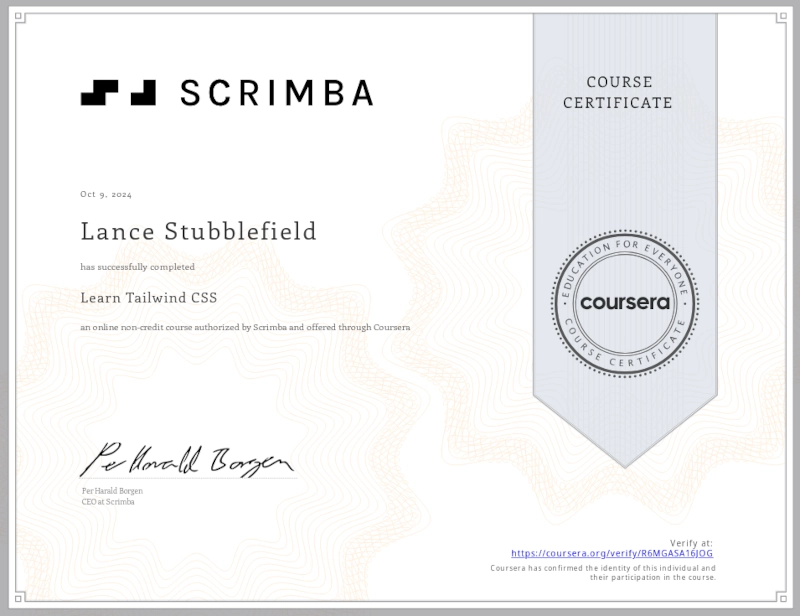 SCRIMBA
COURSE
CERTIFICATE
Oct 9, 2024
Lance Stubblefield
has successfully completed
Learn Tailwind CSS
an online non-credit course authorized by Scrimba and offered through Coursera
EDUCATION FOR EVERYONE
coursera
COURSE CERTIFICATE
Per Harald Borgen
Per Harald Borgen
CEO at Scrimba
Verify at:
https://coursera.org/verify/R6MGASA16JOG
Coursera has confirmed the identity of this individual and
their participation in the course.